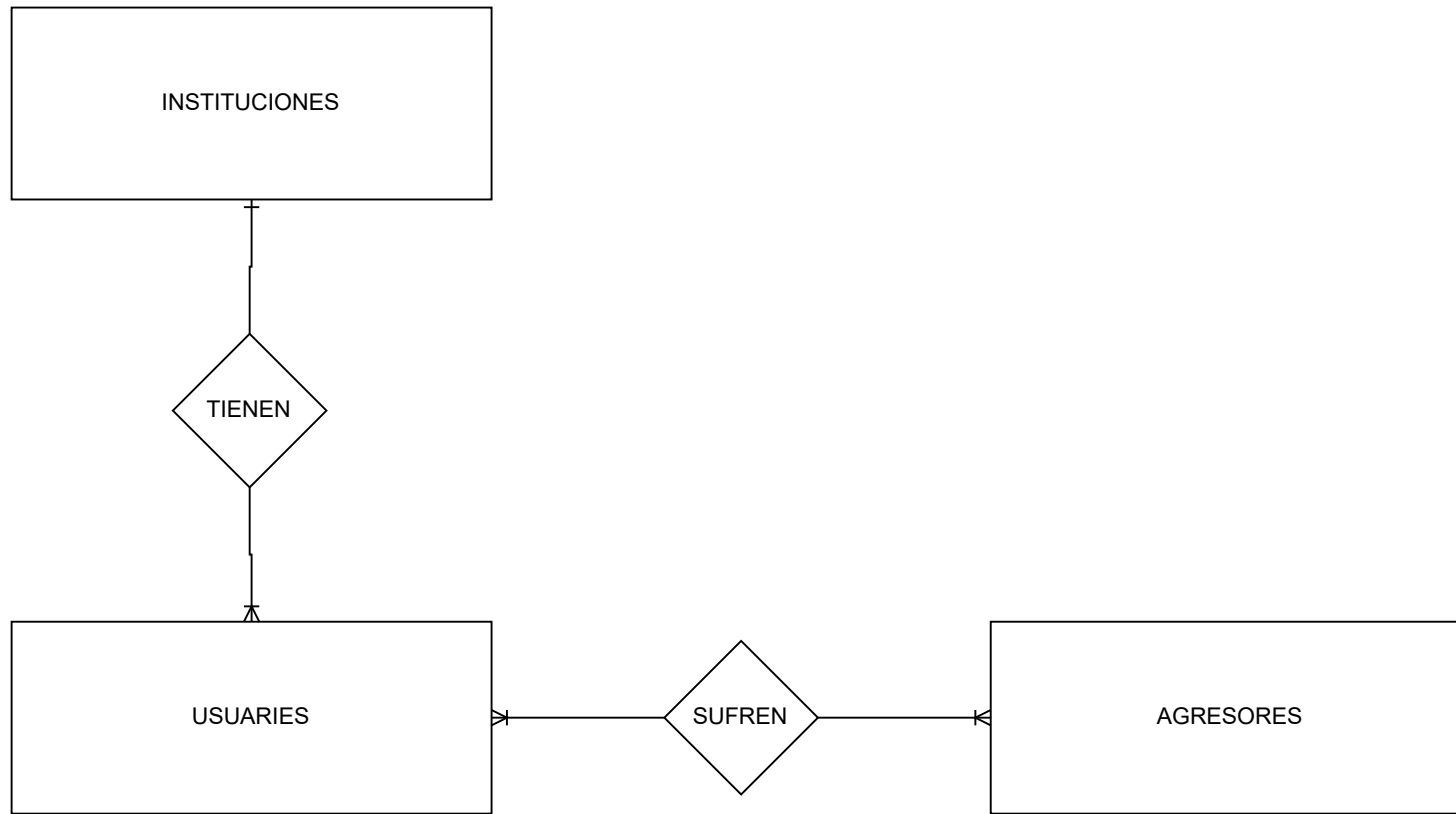 INSTITUCIONES
TIENEN
USUARIES
SUFREN
AGRESORES